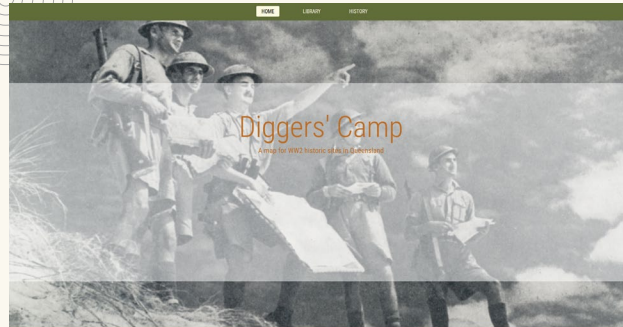 HOME LIBRARY HISTORY
Diggers' Camp
A map for WW2 historic sites in Queensland